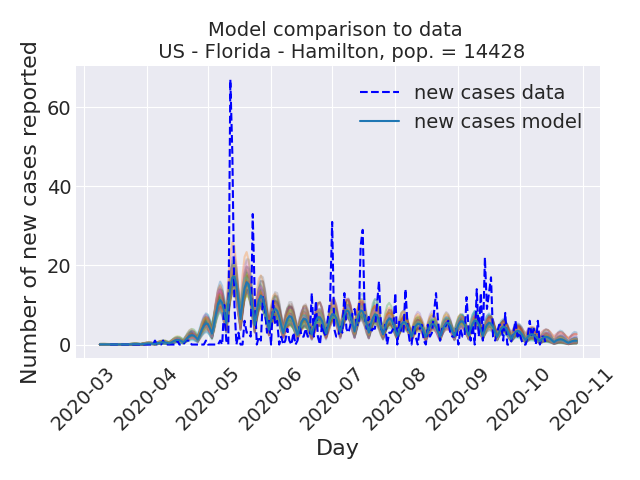 Model comparison to data
US - Florida - Hamilton, pop. = 14428
Number of new cases reported
60
40
20
0
new cases data
new cases model
2020-03
2020-04
2020-05
2020-06
2020-07
2020-08
2020-09
2020-10
2020-11
Day